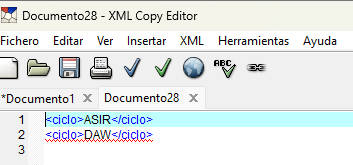 Documento28 - XML Copy Editor
Fichero Editar Ver Insertar XML Herramientas Ayuda
ABC
*Documento1 Documento28
1 <ciclo>ASIR</ciclo>
2 <ciclo>DAW</ciclo>
3